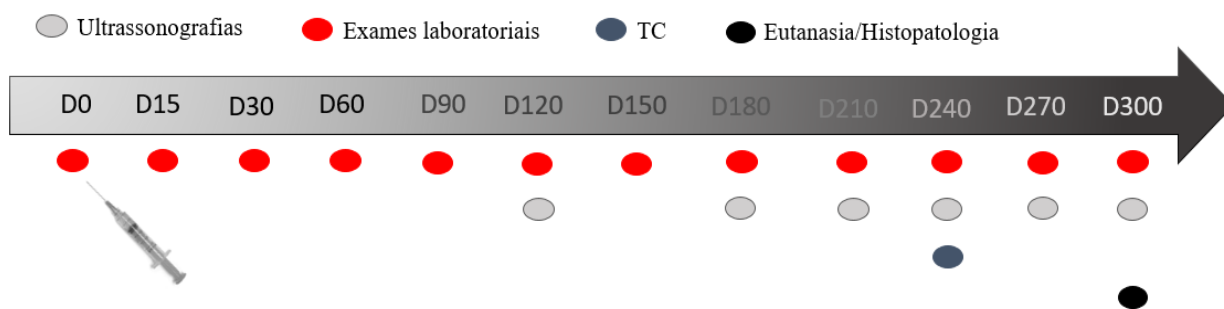 Ultrassonografias Exames laboratoriais TC Eutanasia/Histopatologia
D0 D15 D30 D60 D90 D120 D150 D180 D210 D240 D270 D300